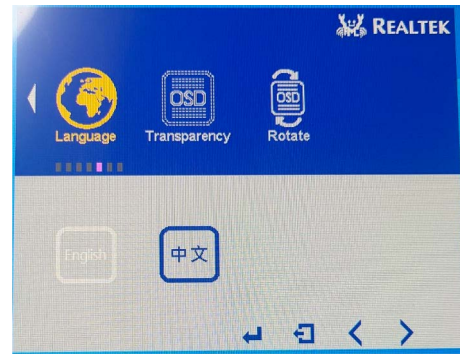 REALTEK
OSD
OSD
Language
Transparency
Rotate
English
中文